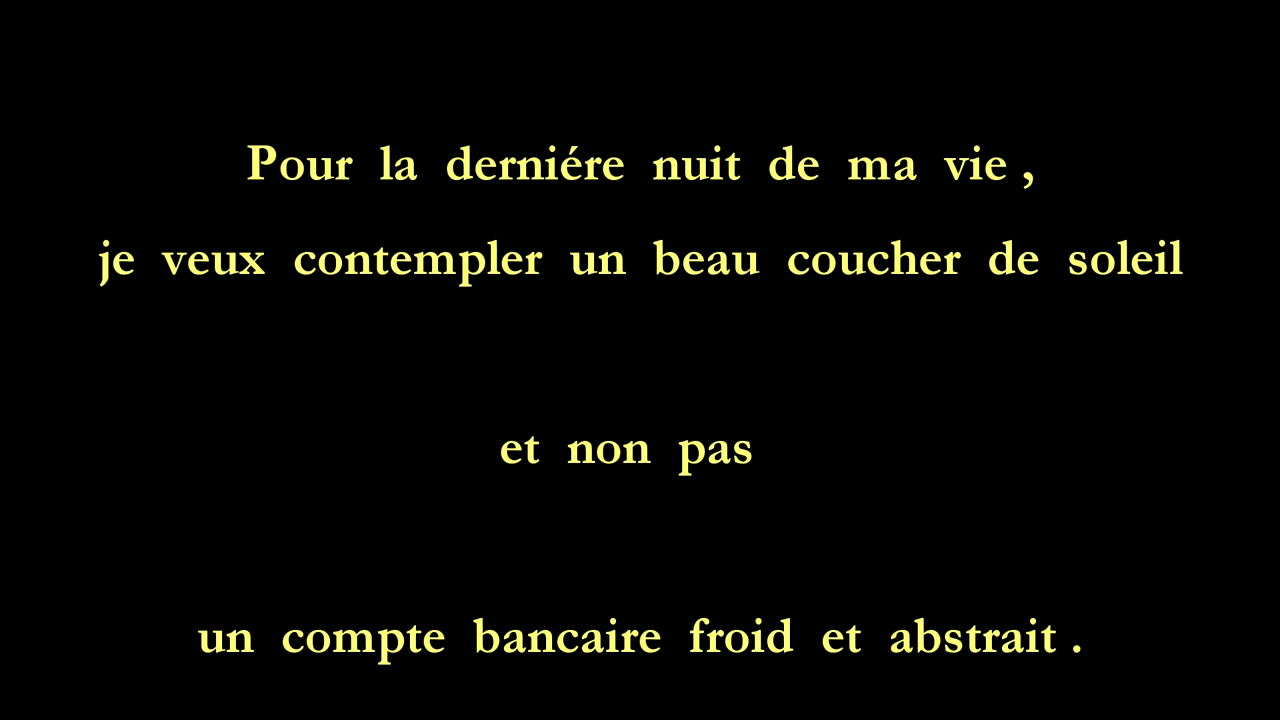 Pour la derniére nuit de ma vie ,
je veux contempler un beau coucher de soleil
et non pas
un compte bancaire froid et abstrait .